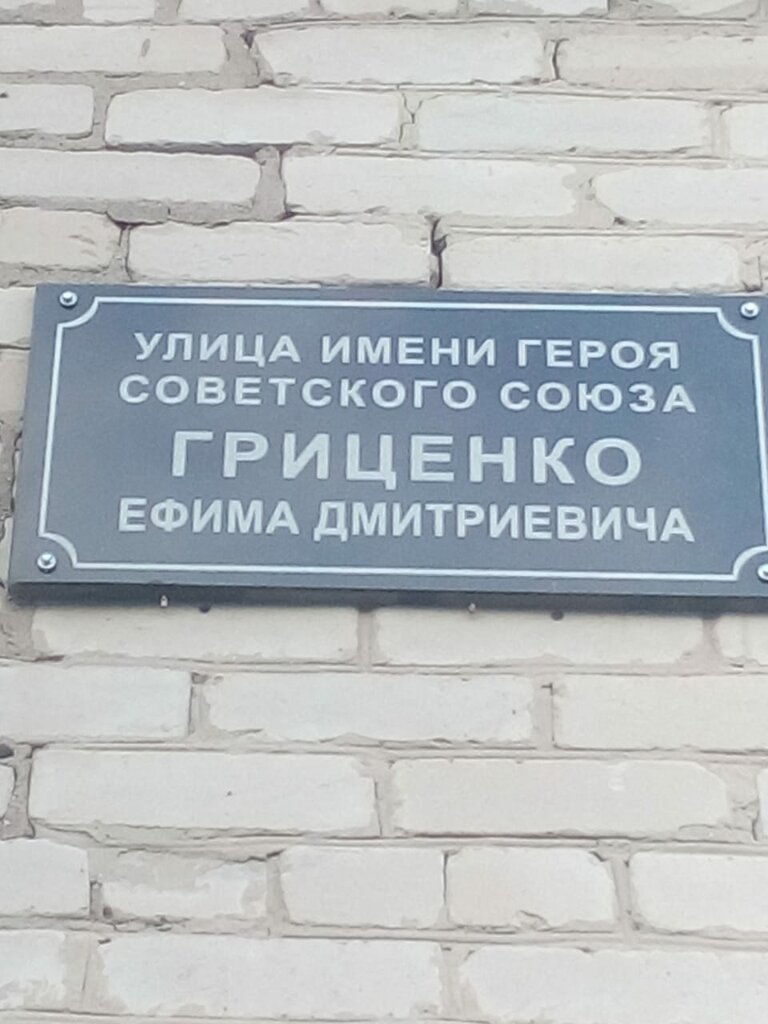 УЛИЦА ИМЕНИ ГЕРОЯ
СОВЕТСКОГО СОЮЗА
ГРИЦЕНКО
ЕФИМА ДМИТРИЕВИЧА